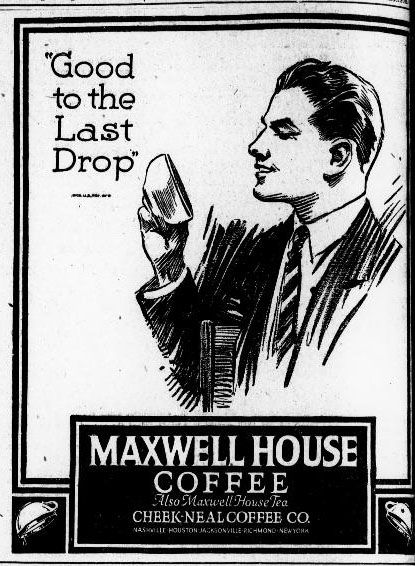 "Good
to the
Last
Drop"
MAXWELL HOUSE
COFFEE
Also Maxwell House Tea
CHEEK-NEAL COFFEE CO.
NASHVILLE HOUSTON-JACKSONVILLE-RICHMOND-NEW YORK